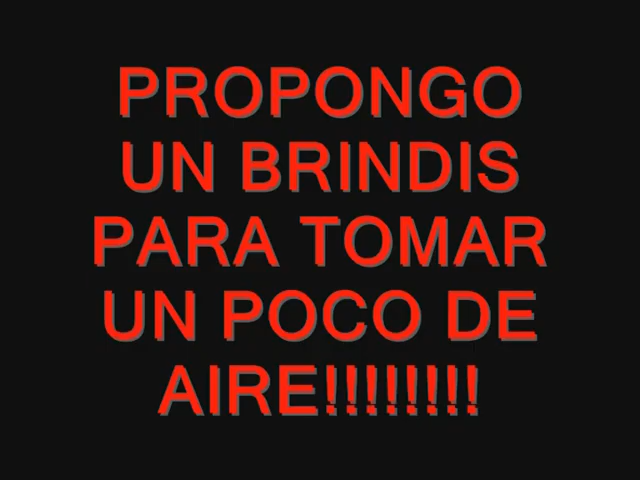 PROPONGO
UN BRINDIS
PARA TOMAR
UN POCO DE
AIRE!!!!!!!!